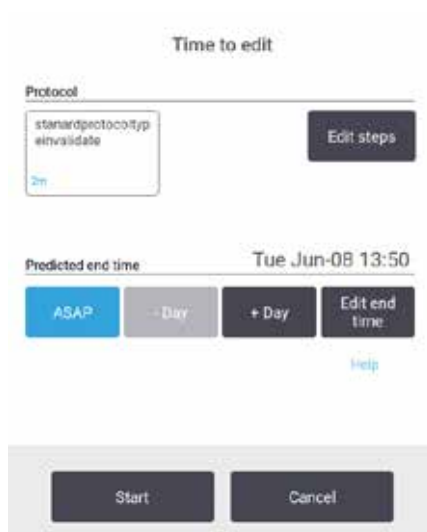 Time to edit
Protocol
stanardprotocoltyp
einvalidate
Edit steps
2m
Predicted end time
Tue Jun-08 13:50
ASAP
- Day
+ Day
Edit end
time
Help
Start
Cancel